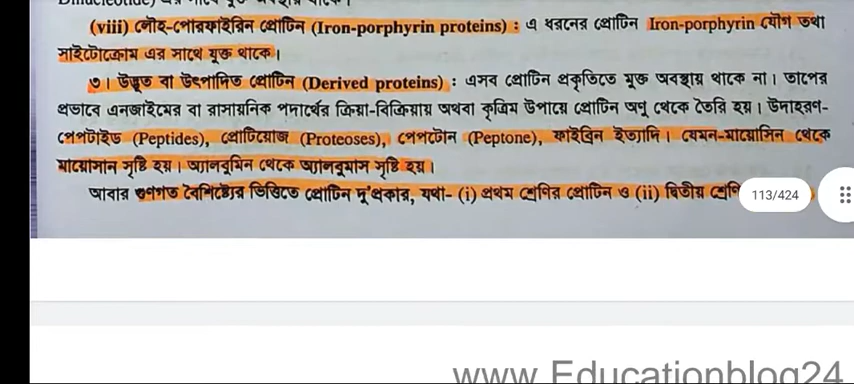 (viii) লৌহ-পোরফাইরিন প্রোটিন (Iron-porphyrin proteins) : এ ধরনের প্রোটিন Iron-porphyrin যৌগ তথা
সাইটোক্রোম এর সাথে যুক্ত থাকে।
৩। উদ্ভূত বা উৎপাদিত প্রোটিন (Derived proteins) : এসব প্রোটিন প্রকৃতিতে মুক্ত অবস্থায় থাকে না। তাপের
প্রভাবে এনজাইমের বা রাসায়নিক পদার্থের ক্রিয়া-বিক্রিয়ায় অথবা কৃত্রিম উপায়ে প্রোটিন অণু থেকে তৈরি হয়। উদাহরণ-
পেপটাইড (Peptides), প্রোটিয়োজ (Proteoses), পেপটোন (Peptone), ফাইব্রিন ইত্যাদি। যেমন-মায়োসিন থেকে
মায়োসান সৃষ্টি হয়। অ্যালবুমিন থেকে অ্যালবুমাস সৃষ্টি হয়।
আবার গুণগত বৈশিষ্ট্যের ভিত্তিতে প্রোটিন দু'প্রকার, যথা- (i) প্রথম শ্রেণির প্রোটিন ও (ii) দ্বিতীয় শ্রেণি
113/424
www Educationblog24